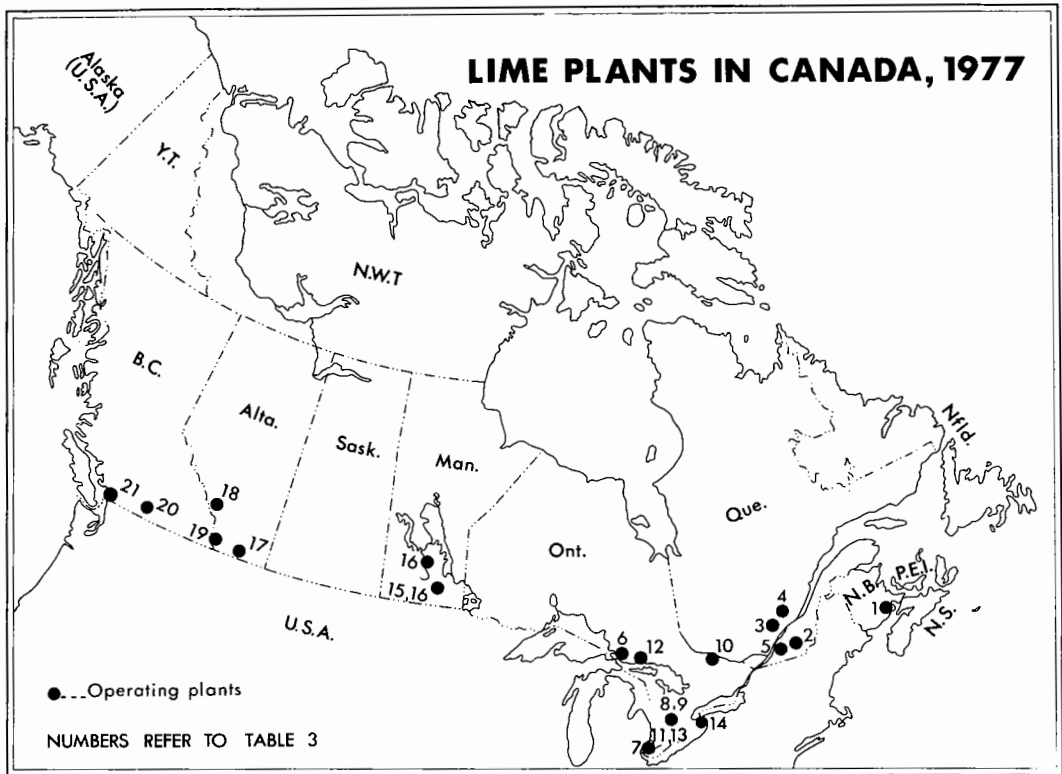 LIME PLANTS IN CANADA, 1977
Alaska
(U.S.A.)
Y.T.
N.W.T
B.C.
Alta.
Sask.
Man.
Ont.
Que.
Nfld.
N.B.
P.E.I.
N.S.
U.S.A.
21
20
18
19
17
16
15,16
6
12
10
4
3
5
2
1
8,9
11,13
7
14
Operating plants
NUMBERS REFER TO TABLE 3